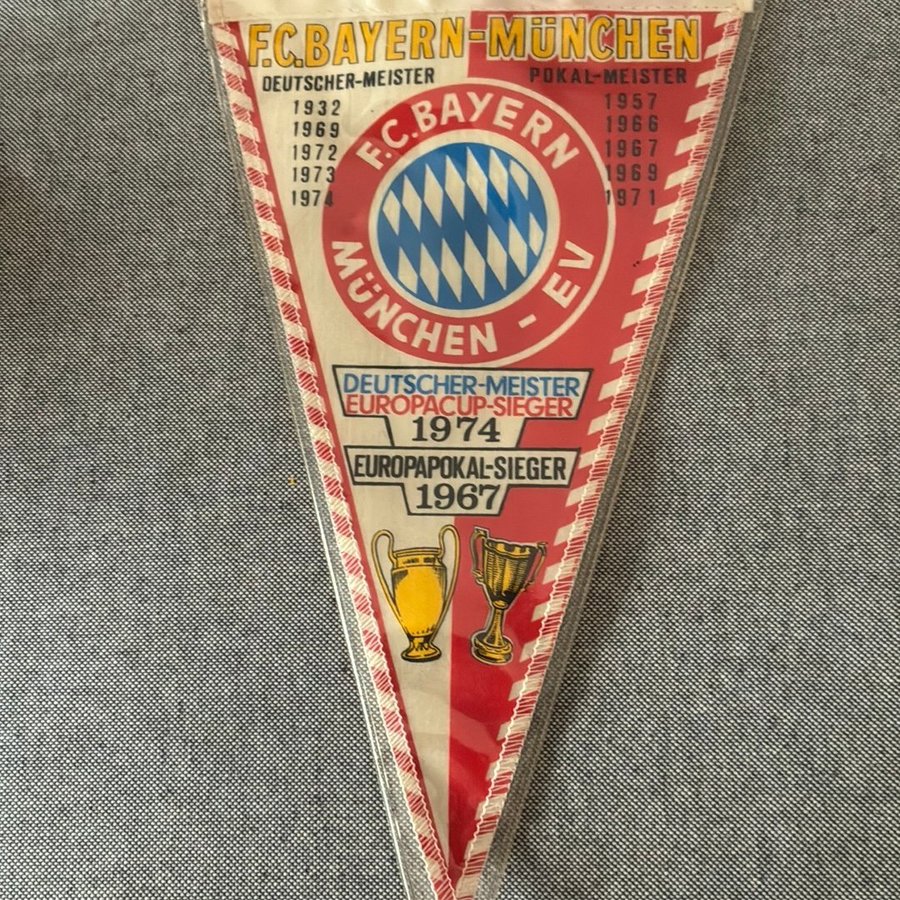 F.C.BAYERN-MÜNCHEN
DEUTSCHER-MEISTER
1932
1969
1972
1973
1974
POKAL-MEISTER
1957
1966
1967
1969
1971
F.C.BAYERN
MÜNCHEN - EV
DEUTSCHER-MEISTER
EUROPACUP-SIEGER
1974
EUROPAPOKAL-SIEGER
1967